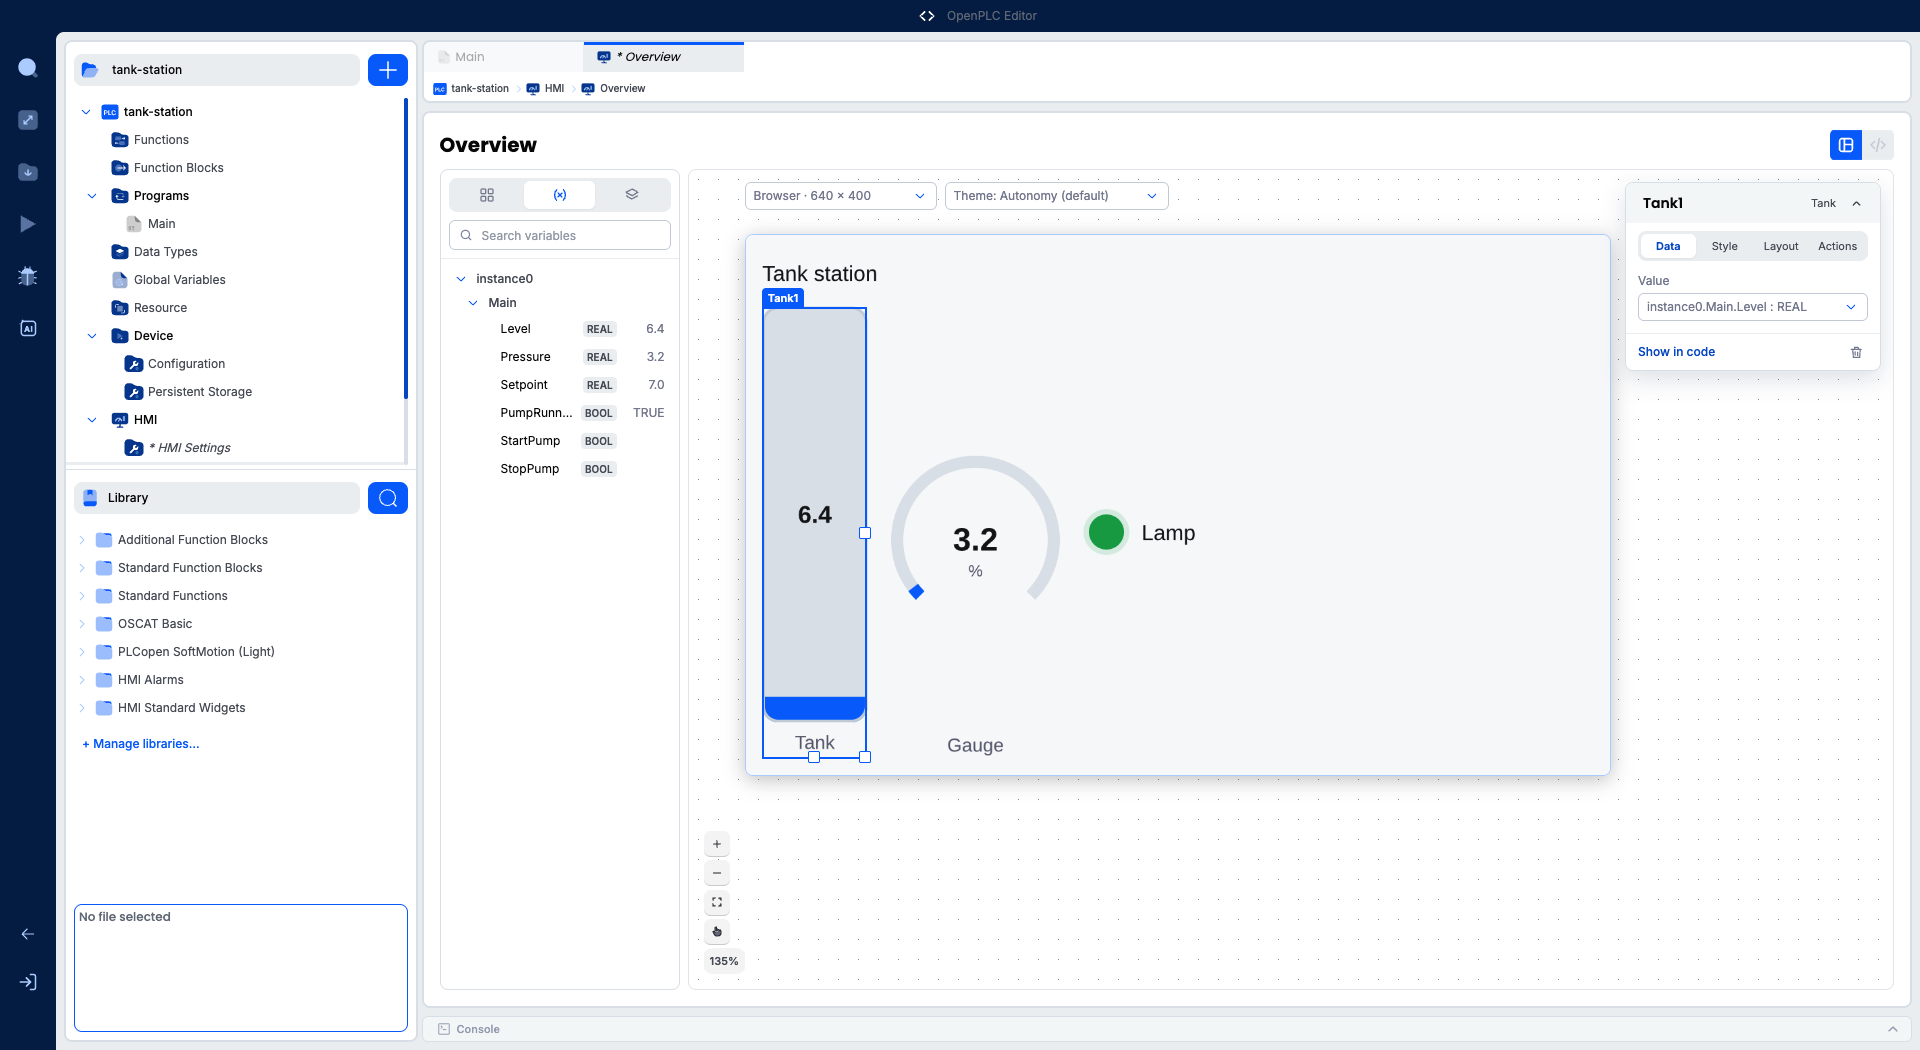 OpenPLC Editor
tank-station
PLC tank-station
Functions
Function Blocks
Programs
Main
Data Types
Global Variables
Resource
Device
Configuration
Persistent Storage
HMI
* HMI Settings
Library
Additional Function Blocks
Standard Function Blocks
Standard Functions
OSCAT Basic
PLCopen SoftMotion (Light)
HMI Alarms
HMI Standard Widgets
+ Manage libraries...
No file selected
AI
Main
* Overview
PLC tank-station
HMI
Overview
Overview
(x)
Search variables
instance0
Main
Level REAL 6.4
Pressure REAL 3.2
Setpoint REAL 7.0
PumpRunn... BOOL TRUE
StartPump BOOL
StopPump BOOL
Browser · 640 × 400
Theme: Autonomy (default)
Tank station
Tank1
6.4
Tank
3.2
%
Gauge
Lamp
+
−
135%
Tank1 Tank
Data Style Layout Actions
Value
instance0.Main.Level : REAL
Show in code
Console